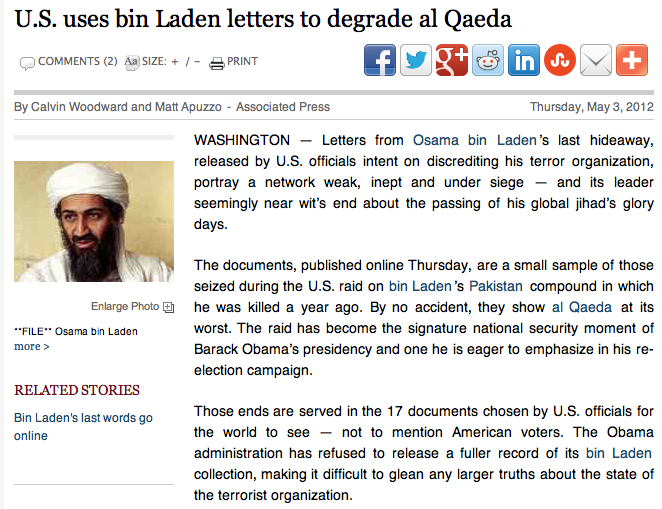 U.S. uses bin Laden letters to degrade al Qaeda
COMMENTS (2) Aa SIZE: + / - PRINT
By Calvin Woodward and Matt Apuzzo - Associated Press
Thursday, May 3, 2012
WASHINGTON — Letters from Osama bin Laden's last hideaway,
released by U.S. officials intent on discrediting his terror organization,
portray a network weak, inept and under siege — and its leader
seemingly near wit's end about the passing of his global jihad's glory
days.
Enlarge Photo
**FILE** Osama bin Laden
more >
RELATED STORIES
Bin Laden's last words go
online
The documents, published online Thursday, are a small sample of those
seized during the U.S. raid on bin Laden's Pakistan compound in which
he was killed a year ago. By no accident, they show al Qaeda at its
worst. The raid has become the signature national security moment of
Barack Obama's presidency and one he is eager to emphasize in his re-
election campaign.
Those ends are served in the 17 documents chosen by U.S. officials for
the world to see — not to mention American voters. The Obama
administration has refused to release a fuller record of its bin Laden
collection, making it difficult to glean any larger truths about the state of
the terrorist organization.